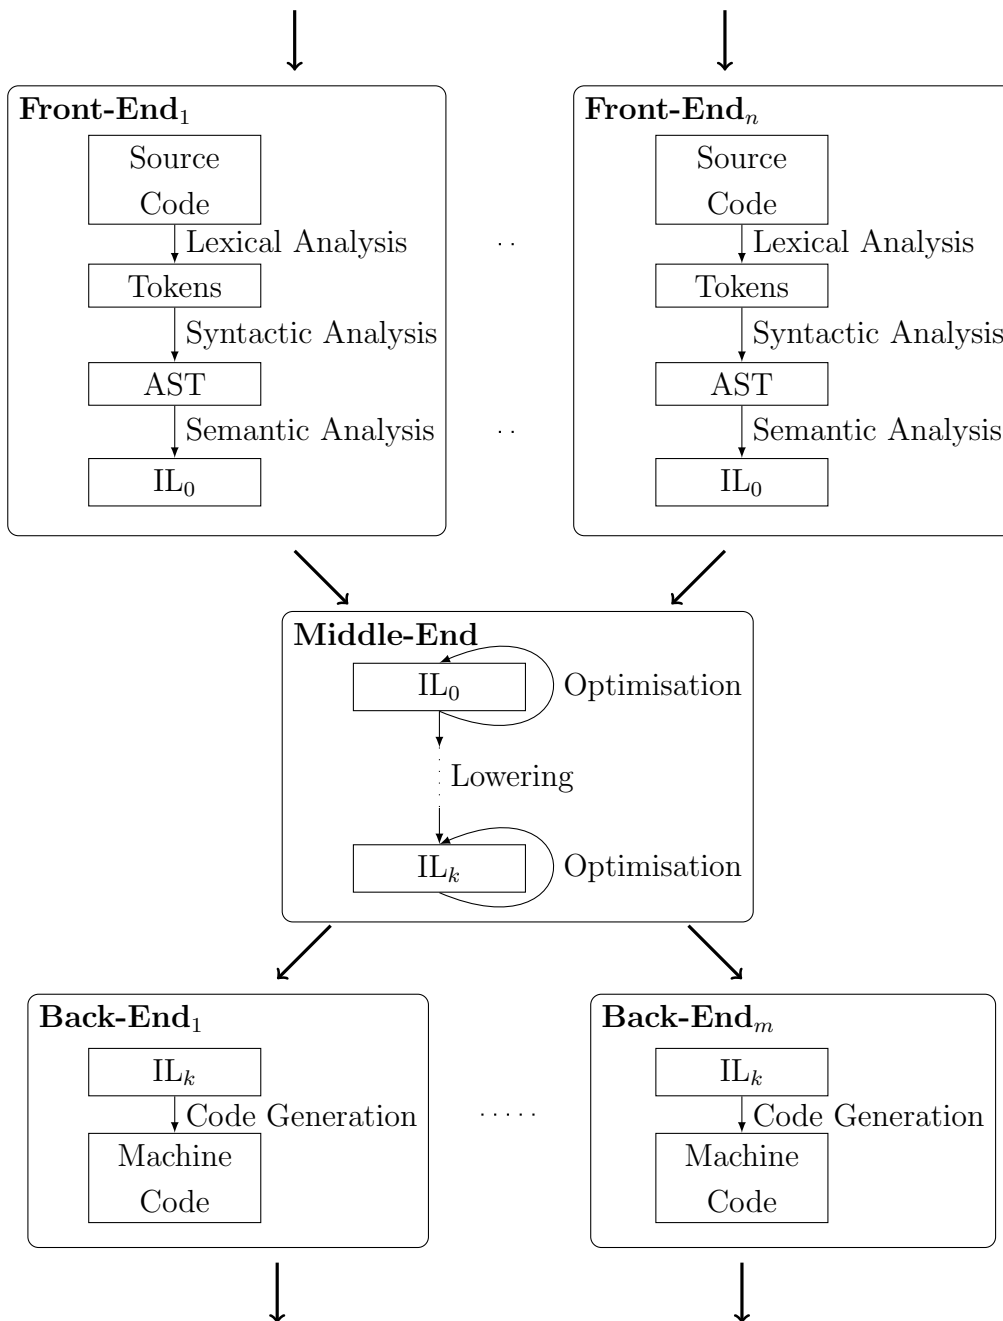 Front-End₁
Source
Code
Lexical Analysis
Tokens
Syntactic Analysis
AST
Semantic Analysis
IL₀
. .
. .
Front-Endₙ
Source
Code
Lexical Analysis
Tokens
Syntactic Analysis
AST
Semantic Analysis
IL₀
Middle-End
IL₀
Optimisation
Lowering
ILₖ
Optimisation
Back-End₁
ILₖ
Code Generation
Machine
Code
. . . . .
Back-Endₘ
ILₖ
Code Generation
Machine
Code